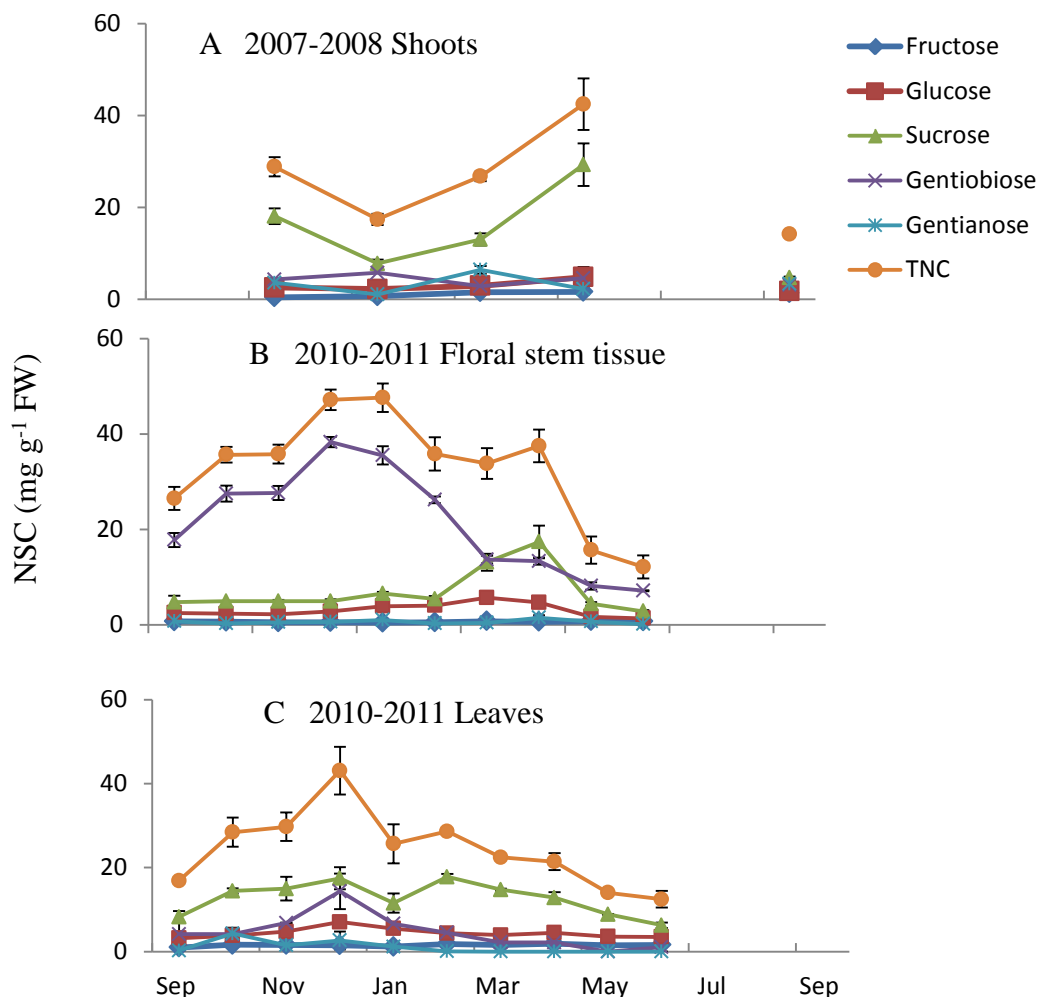 60
40
20
0
A 2007-2008 Shoots
Fructose
Glucose
Sucrose
Gentiobiose
Gentianose
TNC
NSC (mg g-1 FW)
60
40
20
0
B 2010-2011 Floral stem tissue
60
40
20
0
C 2010-2011 Leaves
Sep Nov Jan Mar May Jul Sep